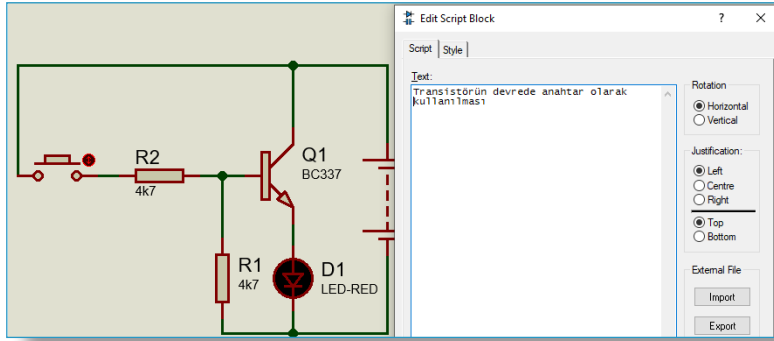 Edit Script Block
?
X
Script
Style
Text:
Transistörün devrede anahtar olarak
kullanılması
Rotation
Horizontal
Vertical
Justification:
Left
Centre
Right
Top
Bottom
External File
Import
Export
R2
4k7
Q1
BC337
R1
4k7
D1
LED-RED